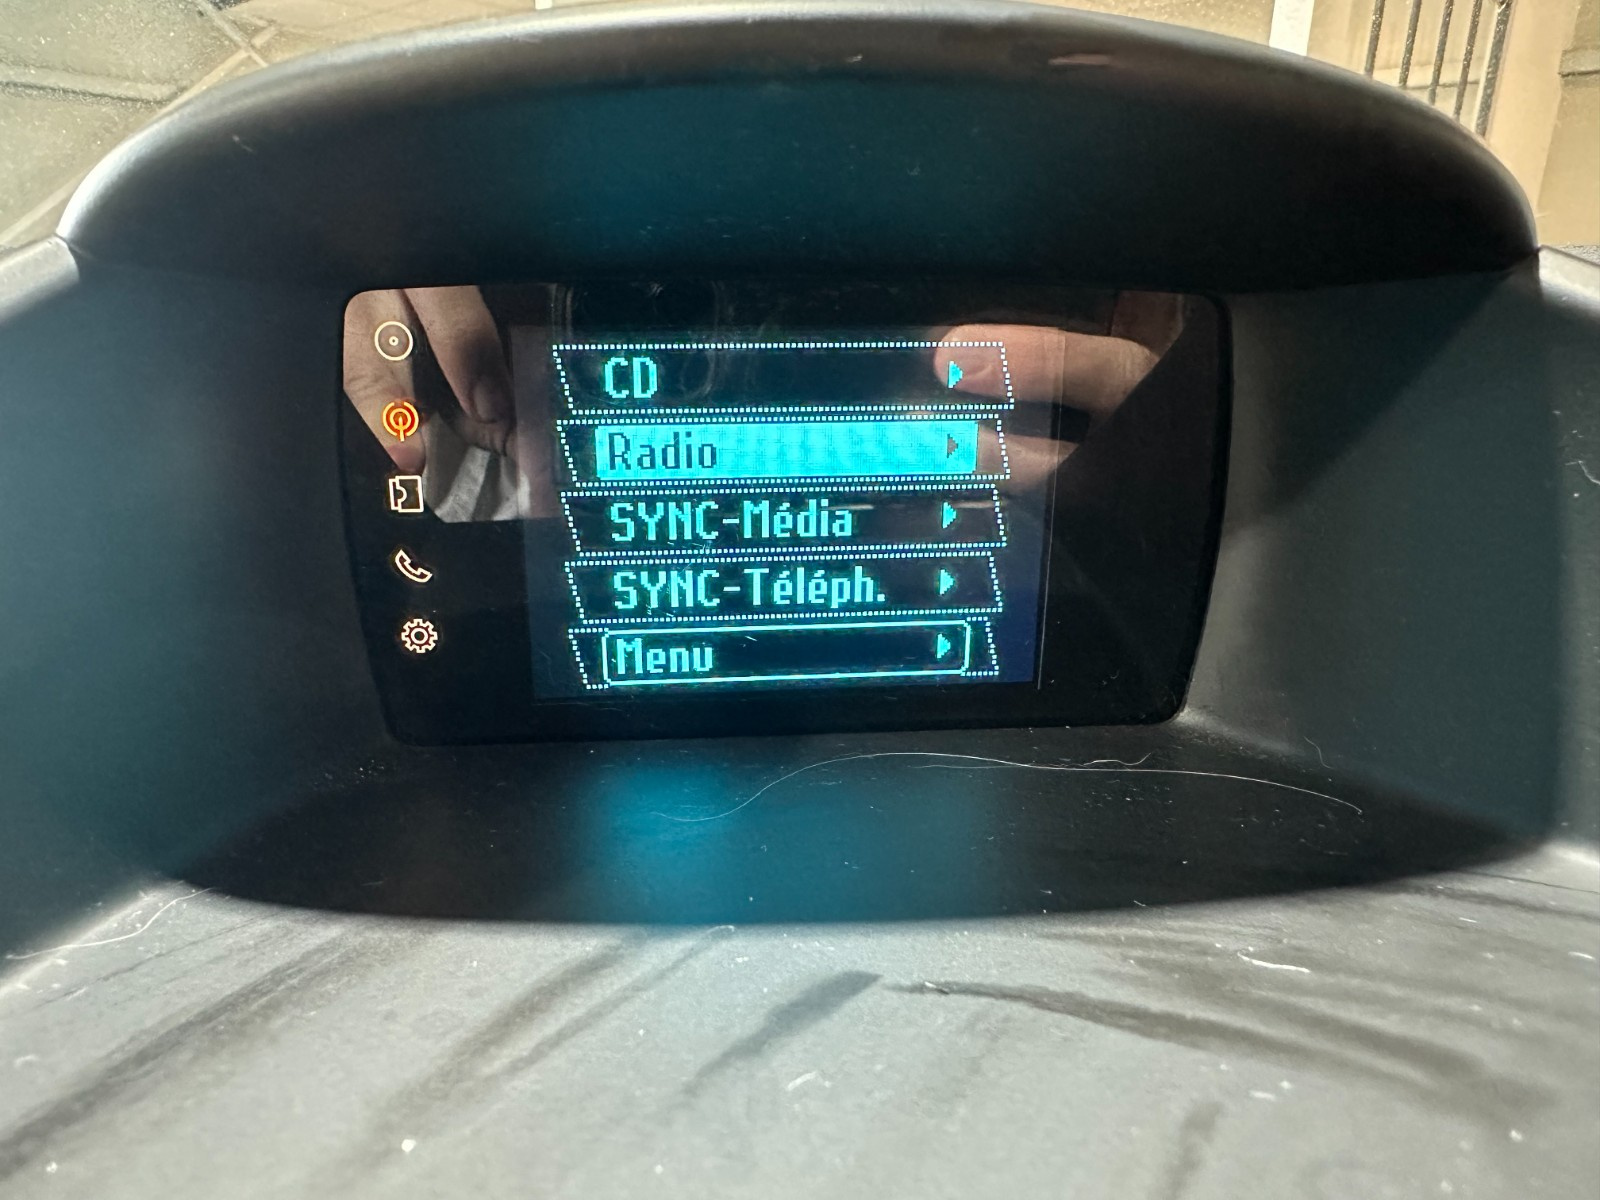 CD
Radio
SYNC-Média
SYNC-Téléph.
Menu